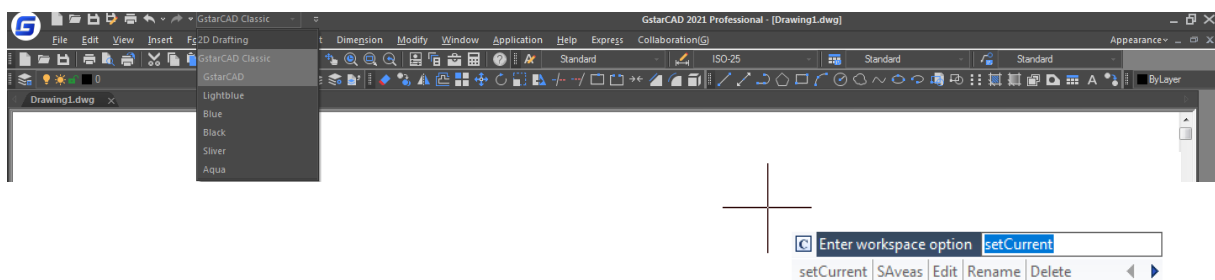 GstarCAD Classic GstarCAD 2021 Professional - [Drawing1.dwg]
File Edit View Insert Fo 2D Drafting t Dimension Modify Window Application Help Express Collaboration(G) Appearance
GstarCAD Classic Standard ISO-25 Standard Standard
0 GstarCAD ByLayer
Drawing1.dwg Lightblue
Blue
Black
Sliver
Aqua
Enter workspace option setCurrent
setCurrent SAveas Edit Rename Delete